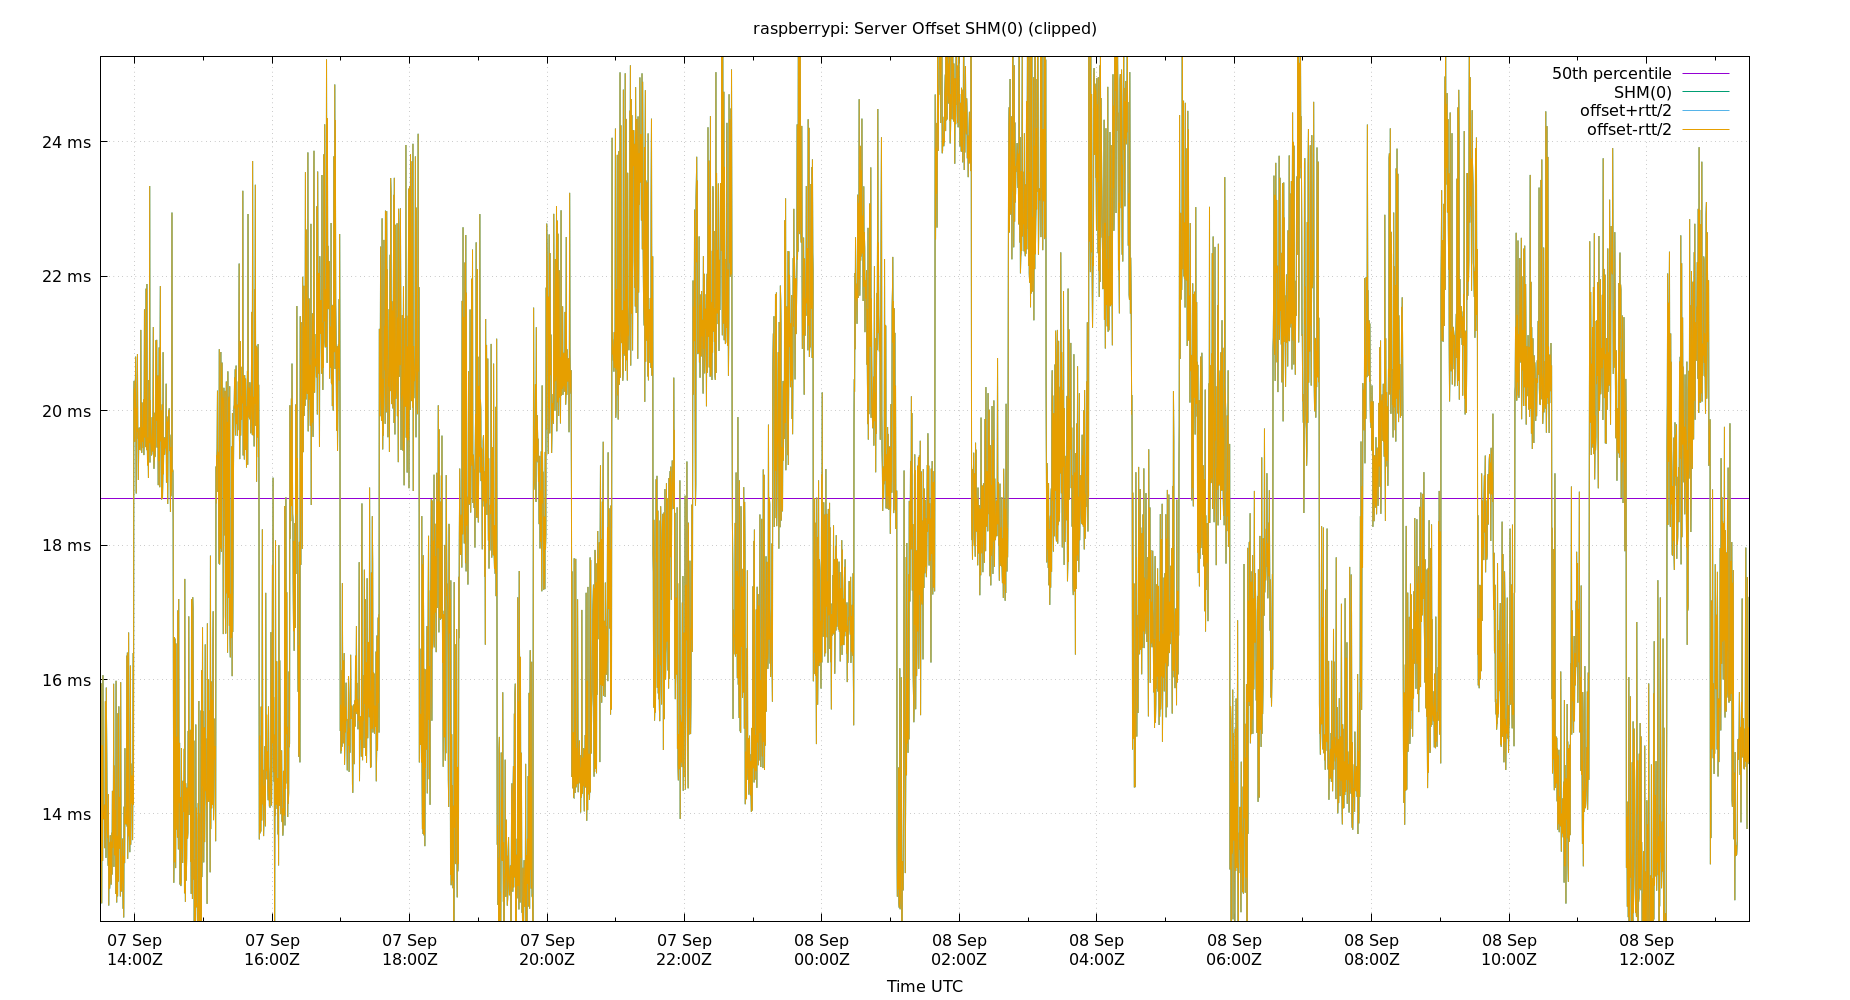 raspberrypi: Server Offset SHM(0) (clipped)
50th percentile
SHM(0)
offset+rtt/2
offset-rtt/2
24 ms
22 ms
20 ms
18 ms
16 ms
14 ms
07 Sep 07 Sep 07 Sep 07 Sep 07 Sep 08 Sep 08 Sep 08 Sep 08 Sep 08 Sep 08 Sep 08 Sep
14:00Z 16:00Z 18:00Z 20:00Z 22:00Z 00:00Z 02:00Z 04:00Z 06:00Z 08:00Z 10:00Z 12:00Z
Time UTC